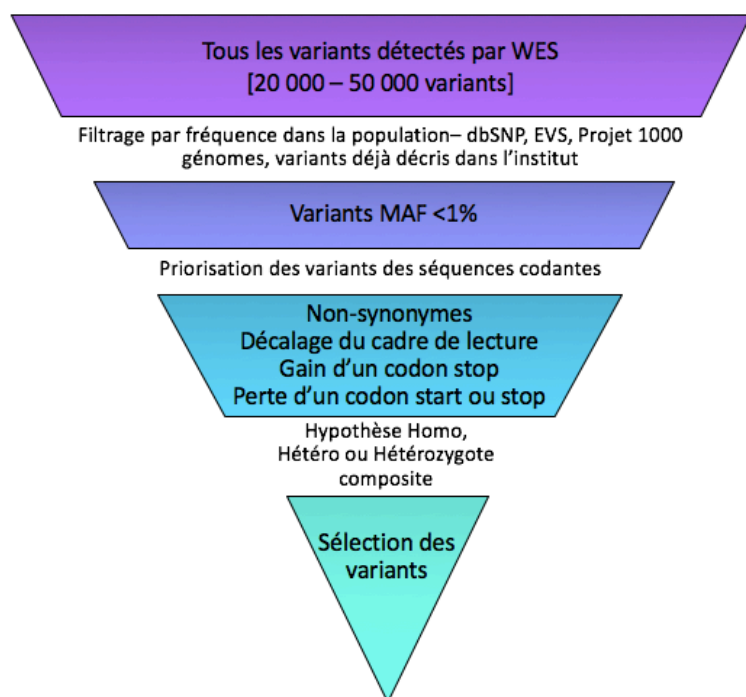 Tous les variants détectés par WES
[20 000 – 50 000 variants]
Filtrage par fréquence dans la population– dbSNP, EVS, Projet 1000
génomes, variants déjà décris dans l'institut
Variants MAF <1%
Priorisation des variants des séquences codantes
Non-synonymes
Décalage du cadre de lecture
Gain d'un codon stop
Perte d'un codon start ou stop
Hypothèse Homo,
Hétéro ou Hétérozygote
composite
Sélection des
variants